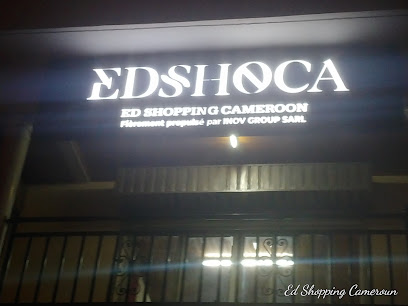 EDSHOCA
ED SHOPPING CAMEROON
Fièrement propulsé par INOV GROUP SARL
Ed Shopping Cameroun